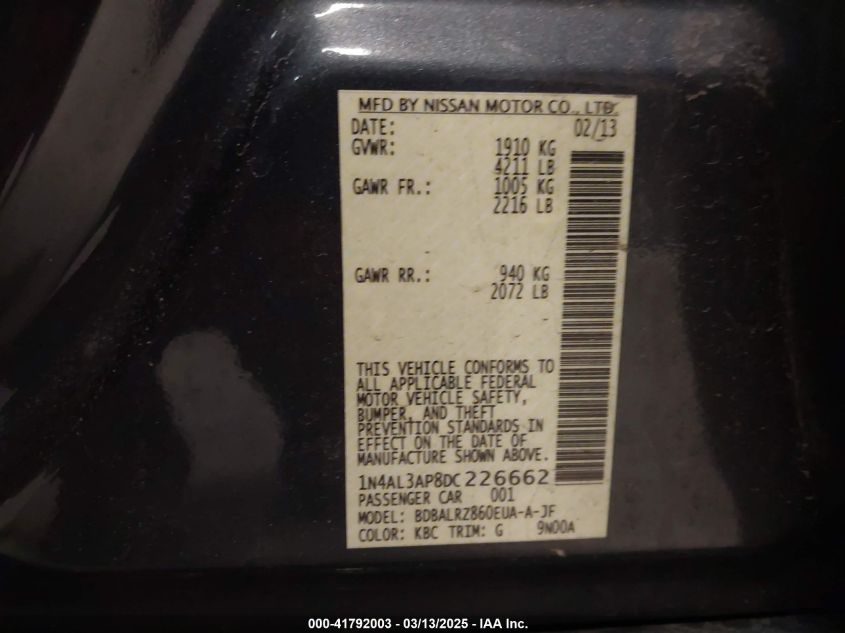 MFD BY NISSAN MOTOR CO., LTD.
DATE: 02/13
GVWR: 1910 KG
4211 LB
GAWR FR.: 1005 KG
2216 LB
GAWR RR.: 940 KG
2072 LB
THIS VEHICLE CONFORMS TO
ALL APPLICABLE FEDERAL
MOTOR VEHICLE SAFETY,
BUMPER, AND THEFT
PREVENTION STANDARDS IN
EFFECT ON THE DATE OF
MANUFACTURE SHOWN ABOVE.
1N4AL3AP8DC226662
PASSENGER CAR 001
MODEL: BDBALRZ860EUA-A-JF
COLOR: KBC TRIM: G 9N00A
000-41792003 - 03/13/2025 - IAA Inc.